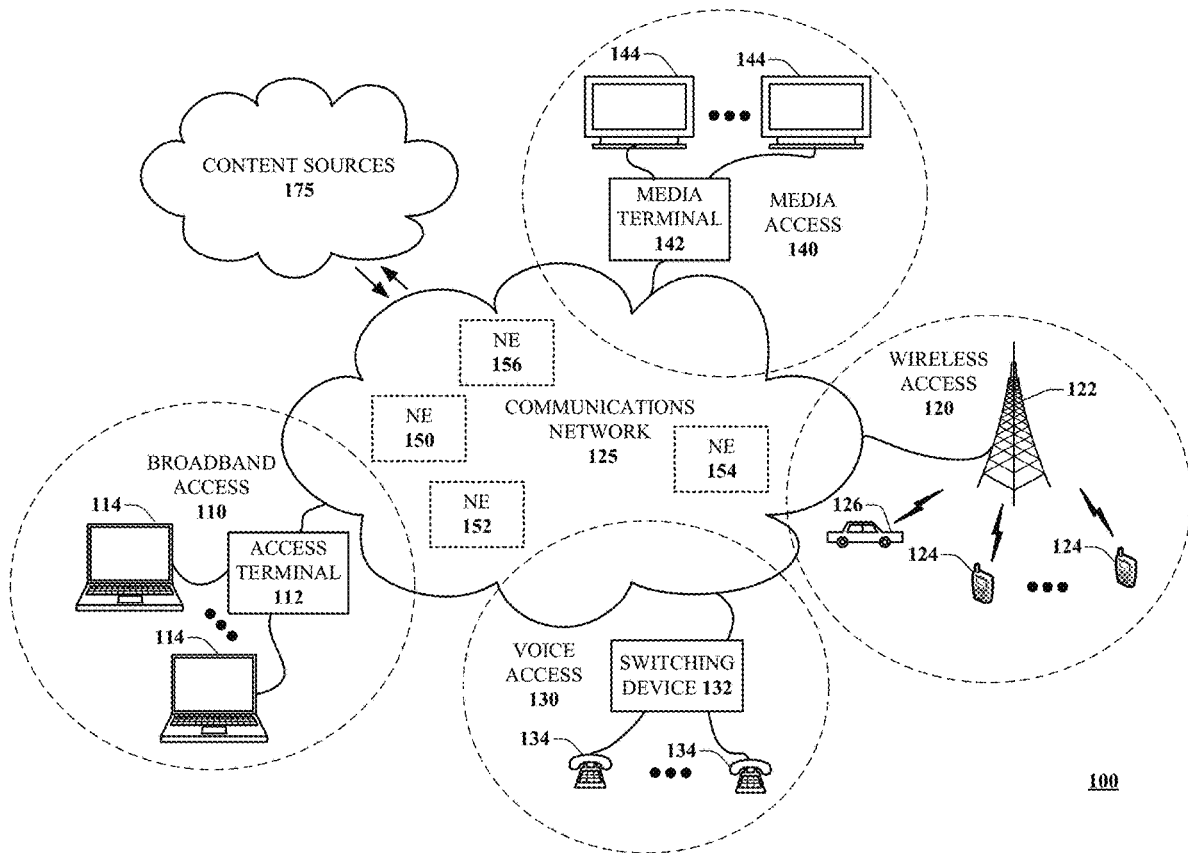 144
144
CONTENT SOURCES
175
MEDIA
TERMINAL
142
MEDIA
ACCESS
140
NE
156
WIRELESS
ACCESS
120
122
NE
150
COMMUNICATIONS
NETWORK
125
NE
154
BROADBAND
ACCESS
110
114
NE
152
126
ACCESS
TERMINAL
112
124
124
114
VOICE
ACCESS
130
SWITCHING
DEVICE 132
134
134
100